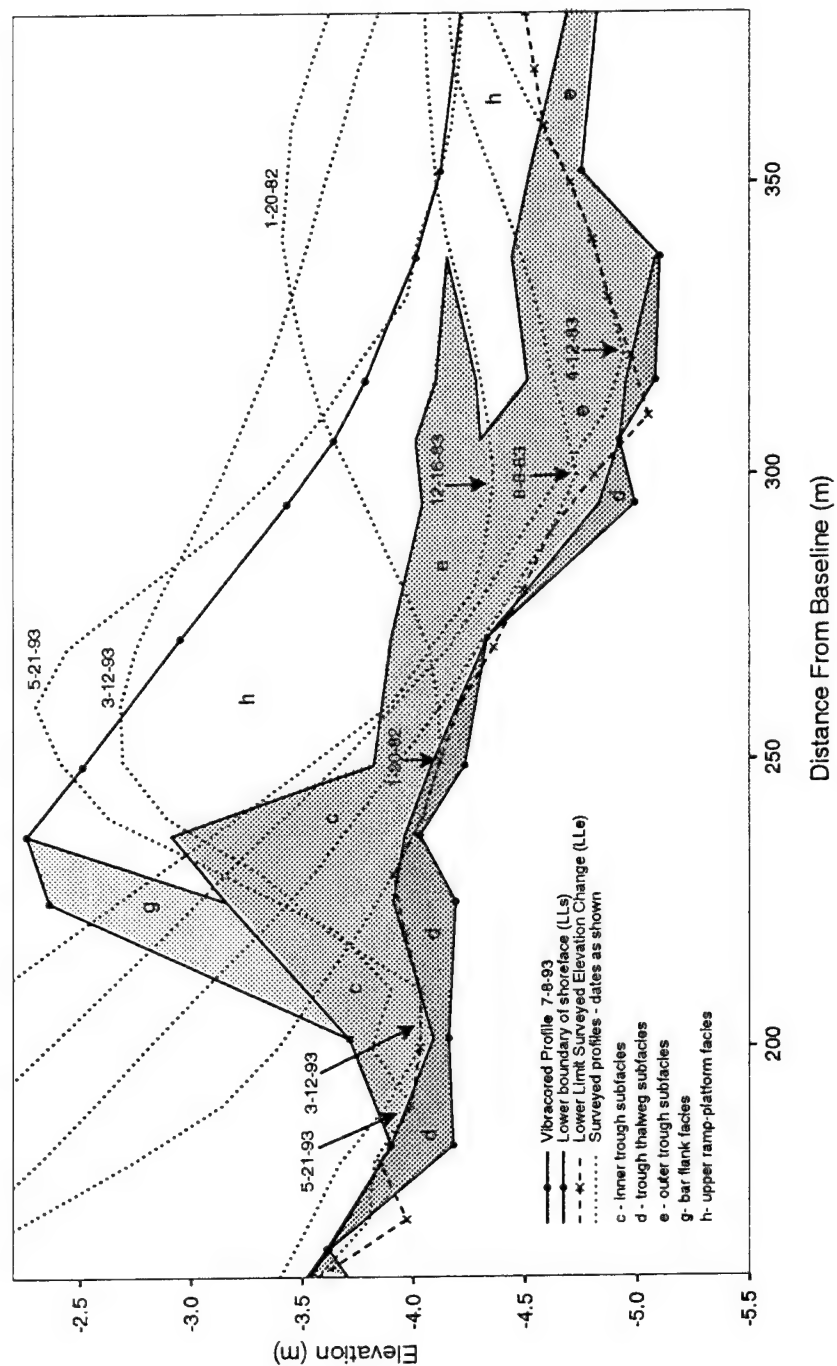 Elevation (m)
-2.5
-3.0
-3.5
-4.0
-4.5
-5.0
-5.5
200
250
300
350
Distance From Baseline (m)
5-21-93
3-12-93
1-20-82
h
h
g
c
c
e
e
e
d
d
d
12-16-83
8-8-83
4-12-83
1-20-82
3-12-93
5-21-93
Vibracored Profile 7-8-93
Lower boundary of shoreface (LLs)
Lower Limit Surveyed Elevation Change (LLe)
Surveyed profiles - dates as shown
c - inner trough subfacies
d - trough thalweg subfacles
e - outer trough subfacies
g- bar flank facies
h- upper ramp-platform facies